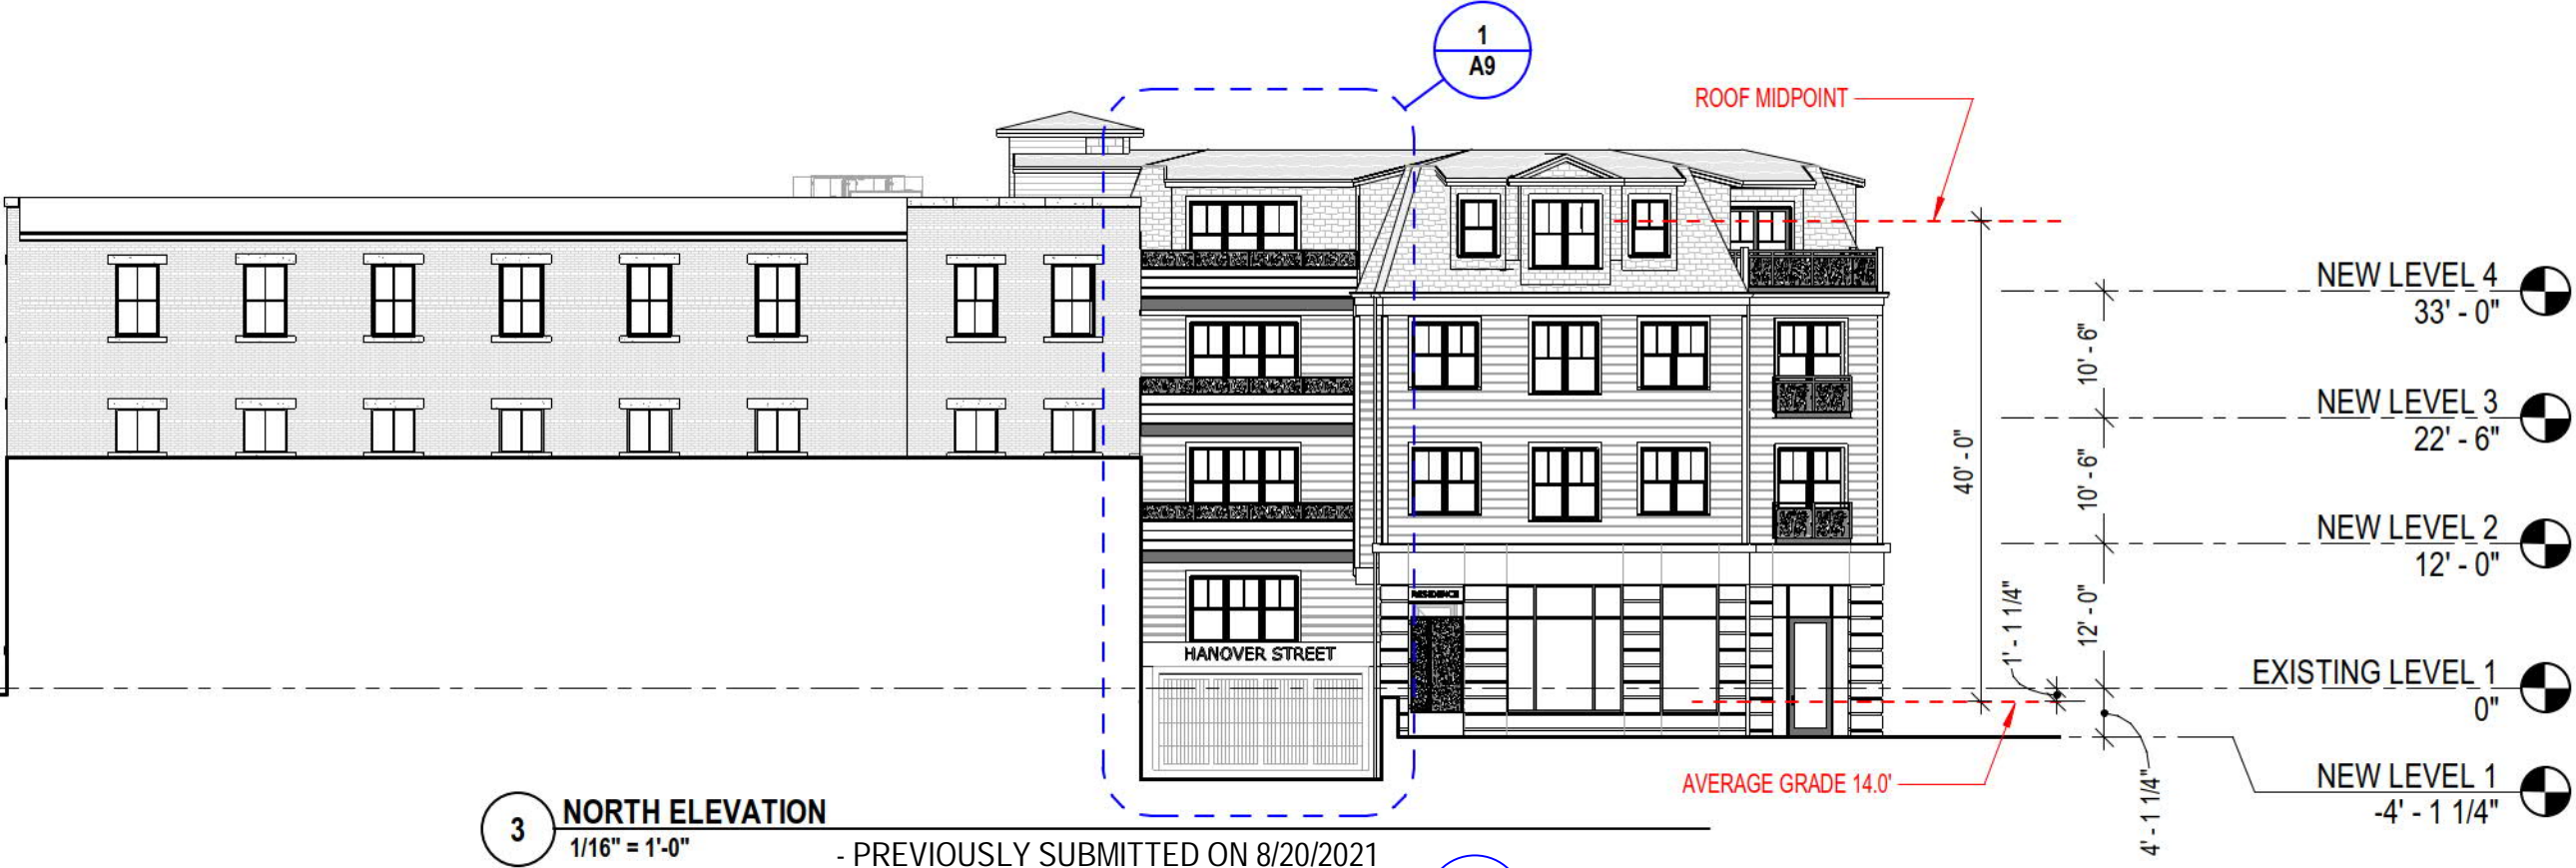 1
A9
ROOF MIDPOINT
NEW LEVEL 4
33' - 0"
10' - 6"
NEW LEVEL 3
22' - 6"
40' - 0"
10' - 6"
NEW LEVEL 2
12' - 0"
1' - 1 1/4"
12' - 0"
RESIDENCE
HANOVER STREET
EXISTING LEVEL 1
0"
AVERAGE GRADE 14.0'
NEW LEVEL 1
-4' - 1 1/4"
4' - 1 1/4"
3
NORTH ELEVATION
1/16" = 1'-0"
- PREVIOUSLY SUBMITTED ON 8/20/2021